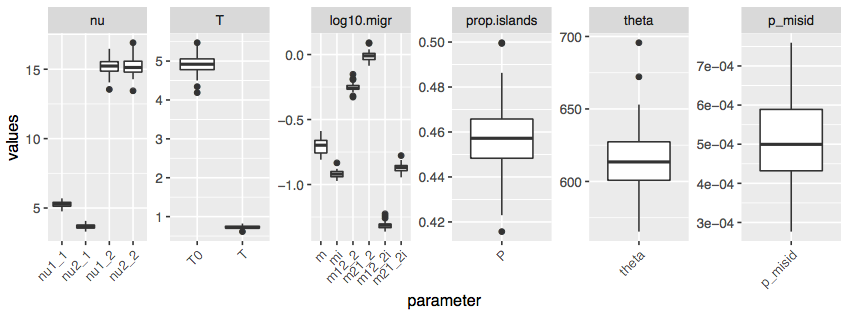 nu
T
log10.migr
prop.islands
theta
p_misid
values
15
10
5
5
4
3
2
1
0.0
−0.5
−1.0
0.50
0.48
0.46
0.44
0.42
700
650
600
7e−04
6e−04
5e−04
4e−04
3e−04
nu1_1
nu2_1
nu1_2
nu2_2
T0
T
m
mi
m12_2
m21_2
m12_2i
m21_2i
P
theta
p_misid
parameter